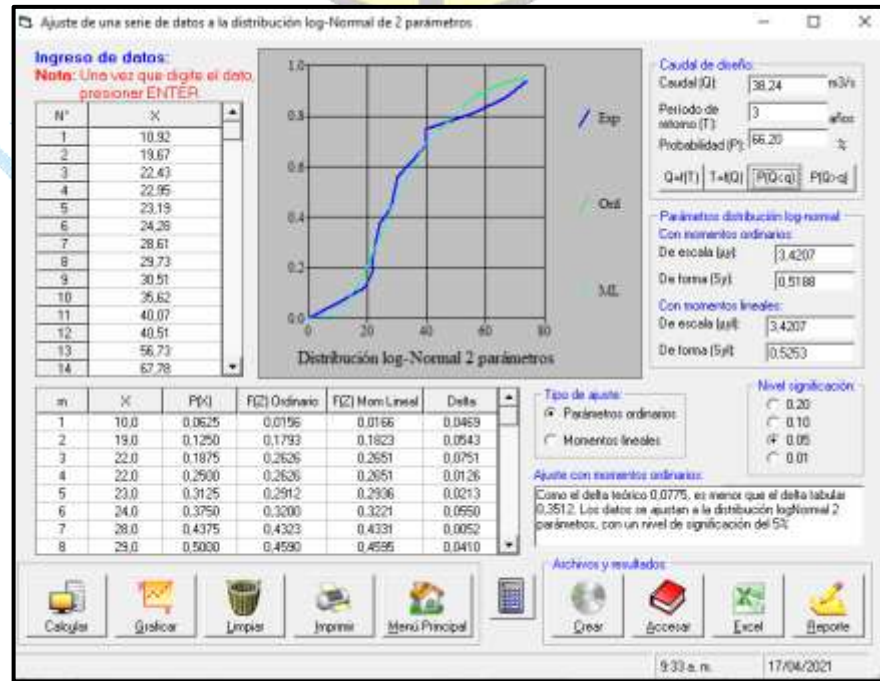 Ajuste de una serie de datos a la distribución log-Normal de 2 parámetros
Ingreso de datos:
Nota: Una vez que digite el dato,
presionar ENTER
N° X
1 10,92
2 19,67
3 22,43
4 22,95
5 23,19
6 24,28
7 28,61
8 29,73
9 30,51
10 35,62
11 40,07
12 40,51
13 56,73
14 67,78
1.0
0.8
0.6
0.4
0.2
0.0
0 20 40 60 80
Exp
Ord
ML
Distribución log-Normal 2 parámetros
Caudal de diseño:
Caudal (Q): 38,24 m3/s
Período de
retorno (T): 3 años
Probabilidad (P): 66.20 %
Q=f(T) T=f(Q) P(Q<q) P(Q>q)
Parámetros distribución log-normal
Con momentos ordinarios:
De escala (µy): 3,4207
De forma (Sy): 0,5188
Con momentos lineales:
De escala (µyl): 3,4207
De forma (Syl): 0,5253
m X P(X) F(Z) Ordinario F(Z) Mom Lineal Delta
1 10,0 0,0625 0,0156 0,0166 0,0469
2 19,0 0,1250 0,1793 0,1823 0,0543
3 22,0 0,1875 0,2626 0,2651 0,0751
4 22,0 0,2500 0,2626 0,2651 0,0126
5 23,0 0,3125 0,2912 0,2936 0,0213
6 24,0 0,3750 0,3200 0,3221 0,0550
7 28,0 0,4375 0,4323 0,4331 0,0052
8 29,0 0,5000 0,4590 0,4595 0,0410
Tipo de ajuste:
Parámetros ordinarios
Momentos lineales
Nivel significación:
0.20
0.10
0.05
0.01
Ajuste con momentos ordinarios:
Como el delta teórico 0,0775, es menor que el delta tabular
0,3512. Los datos se ajustan a la distribución logNormal 2
parámetros, con un nivel de significación del 5%
Archivos y resultados
Calcular Graficar Limpiar Imprimir Menú Principal Crear Accesar Excel Reporte
9:33 a. m. 17/04/2021